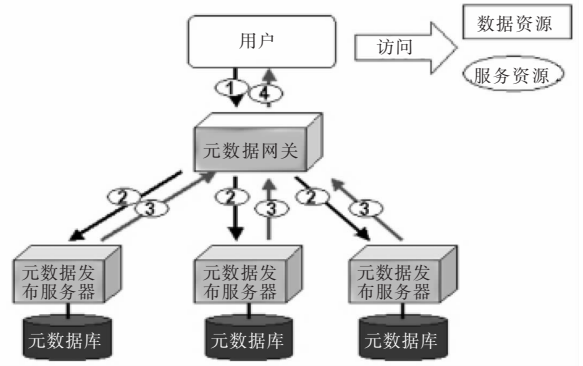 用户
访问
数据资源
服务资源
1
4
元数据网关
2
3
2
3
2
3
元数据发
布服务器
元数据发
布服务器
元数据发
布服务器
元数据库
元数据库
元数据库